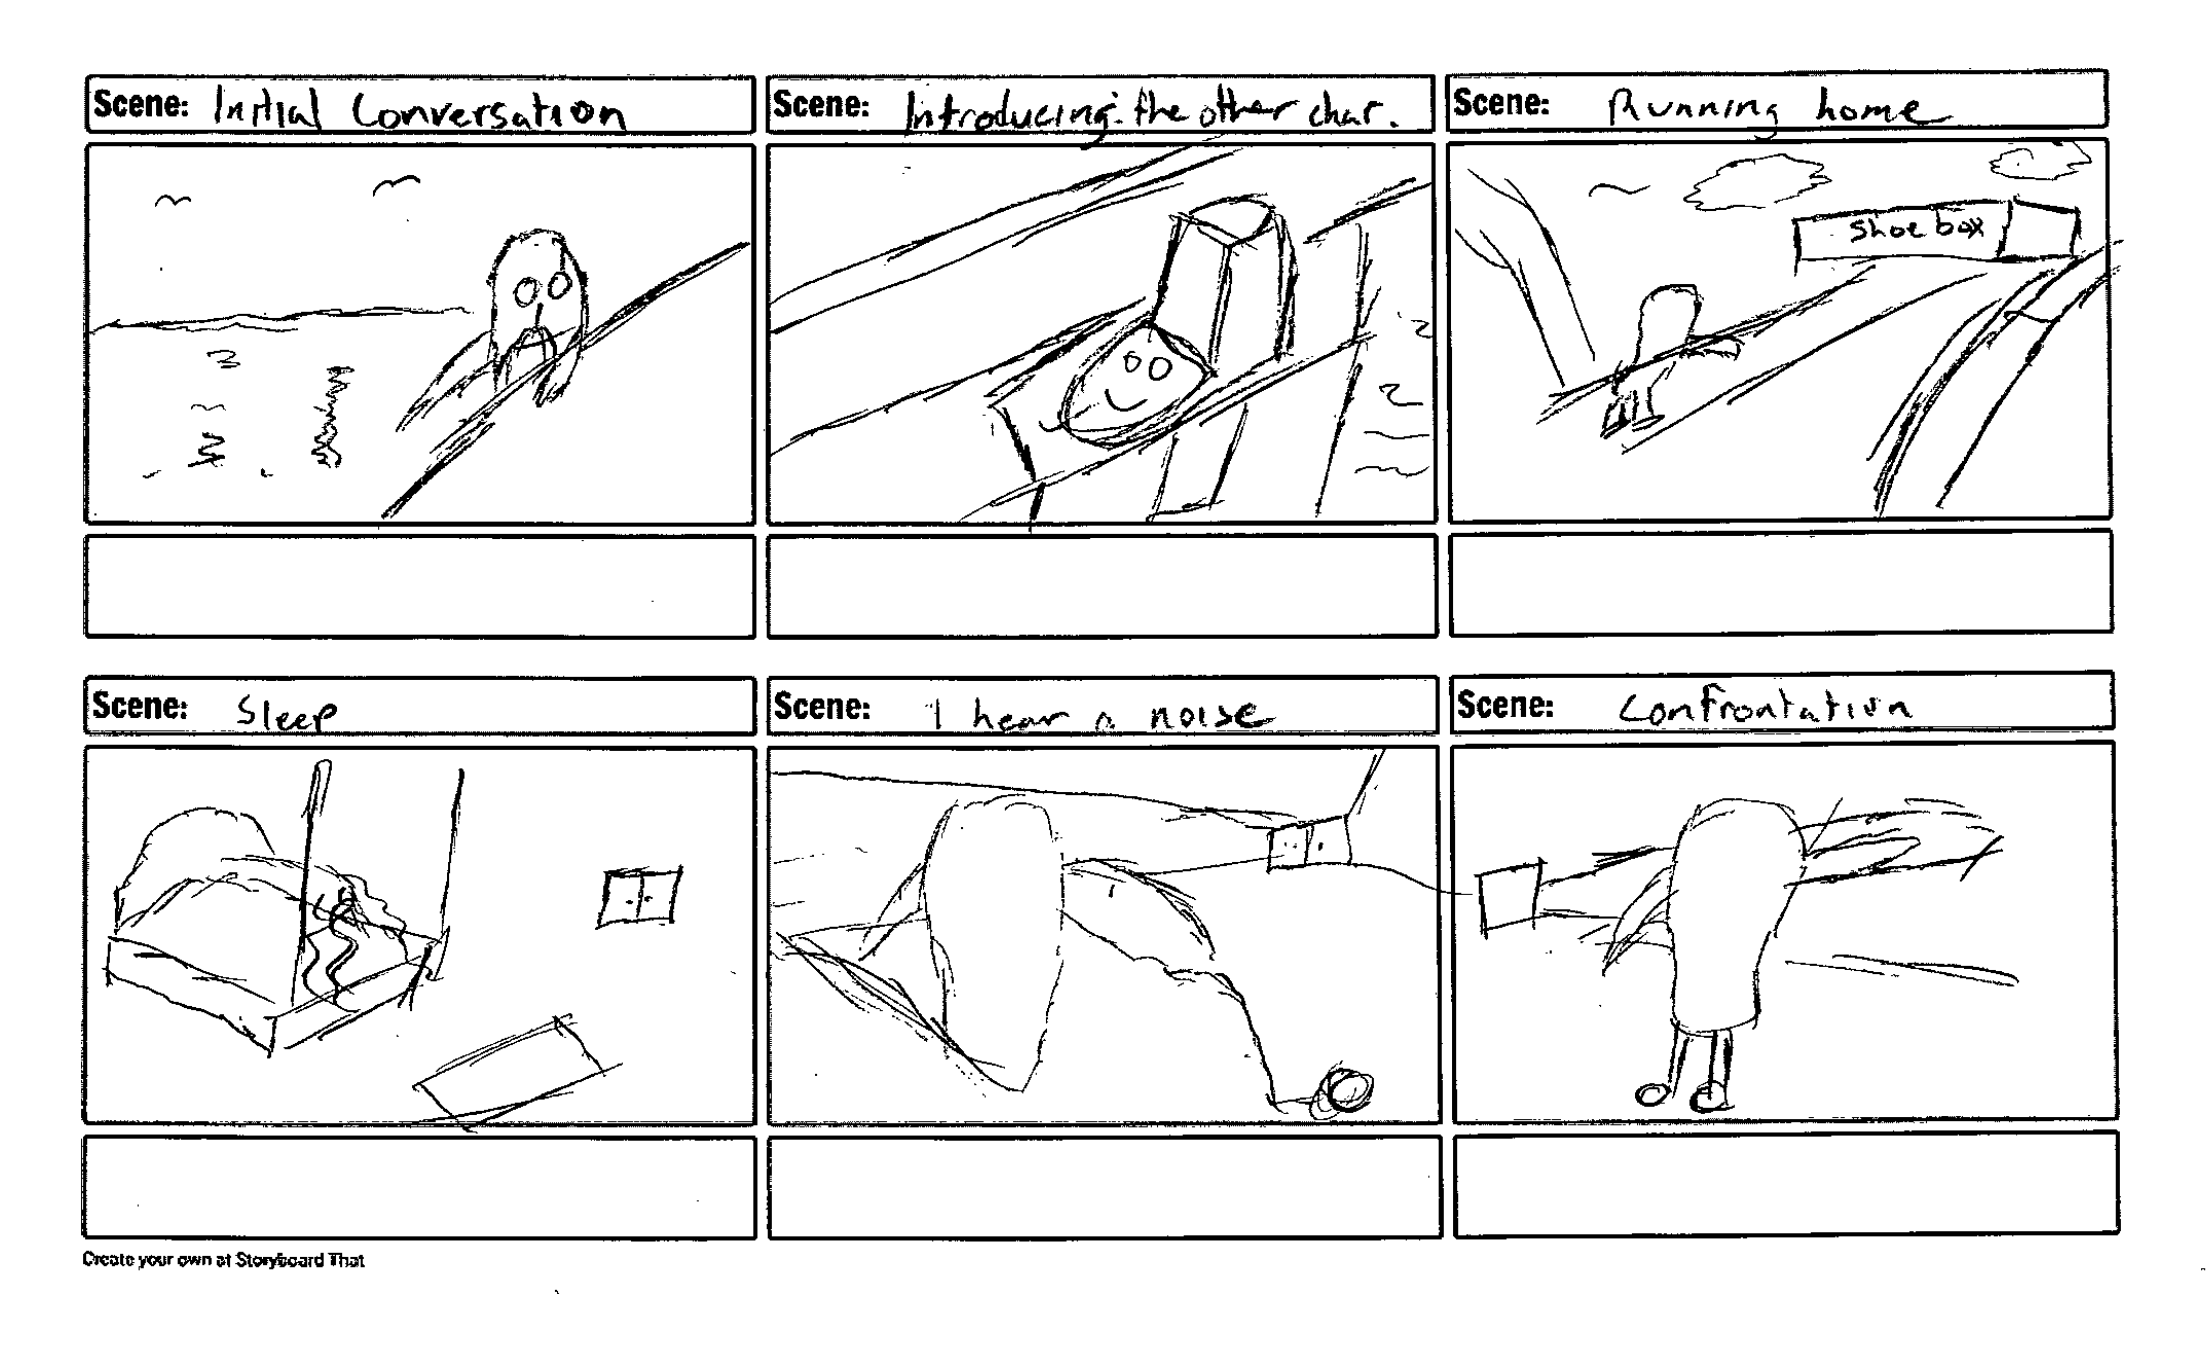 Scene: Initial Conversation
Scene: Introducing the other char.
Scene: Running home
shoe box
Scene: Sleep
Scene: I hear a noise
Scene: Confrontation
Create your own at Storyboard That